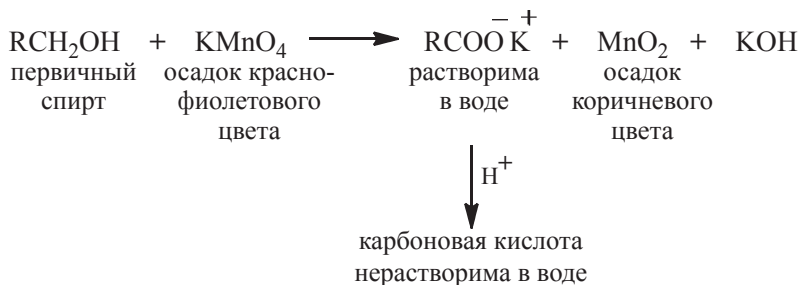 RCH₂OH + KMnO₄ → RCOO⁻K⁺ + MnO₂ + KOH
первичный осадок красно- растворима осадок
спирт фиолетового в воде коричневого
цвета цвета
H⁺
карбоновая кислота
нерастворима в воде